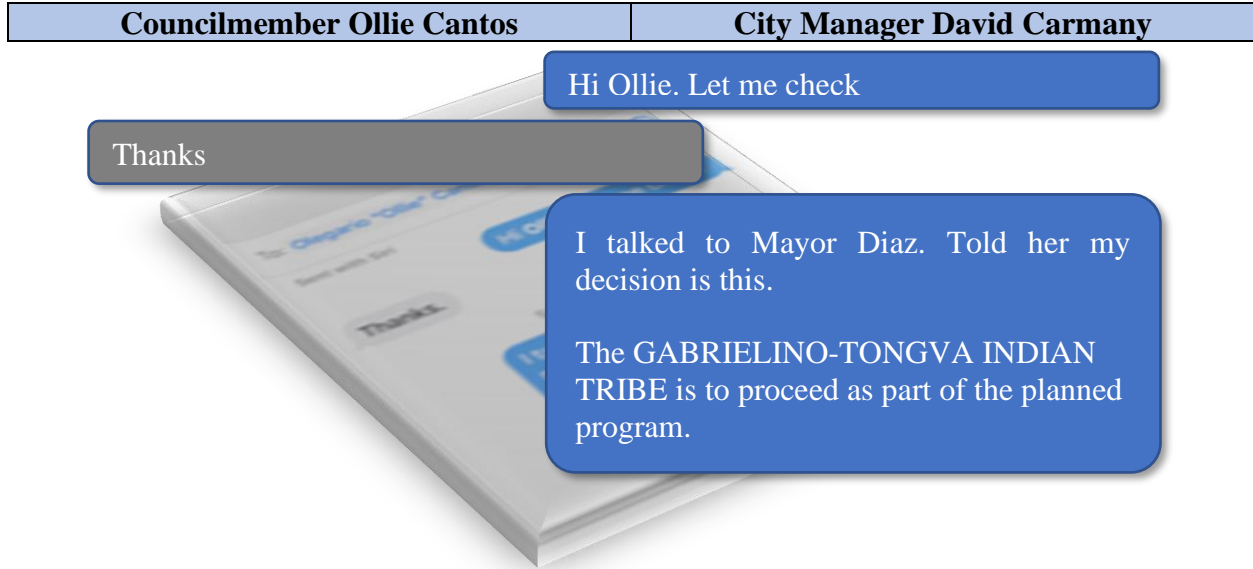 Councilmember Ollie Cantos
City Manager David Carmany
Hi Ollie. Let me check
Thanks
I talked to Mayor Diaz. Told her my
decision is this.
The GABRIELINO-TONGVA INDIAN
TRIBE is to proceed as part of the planned
program.
Thanks.